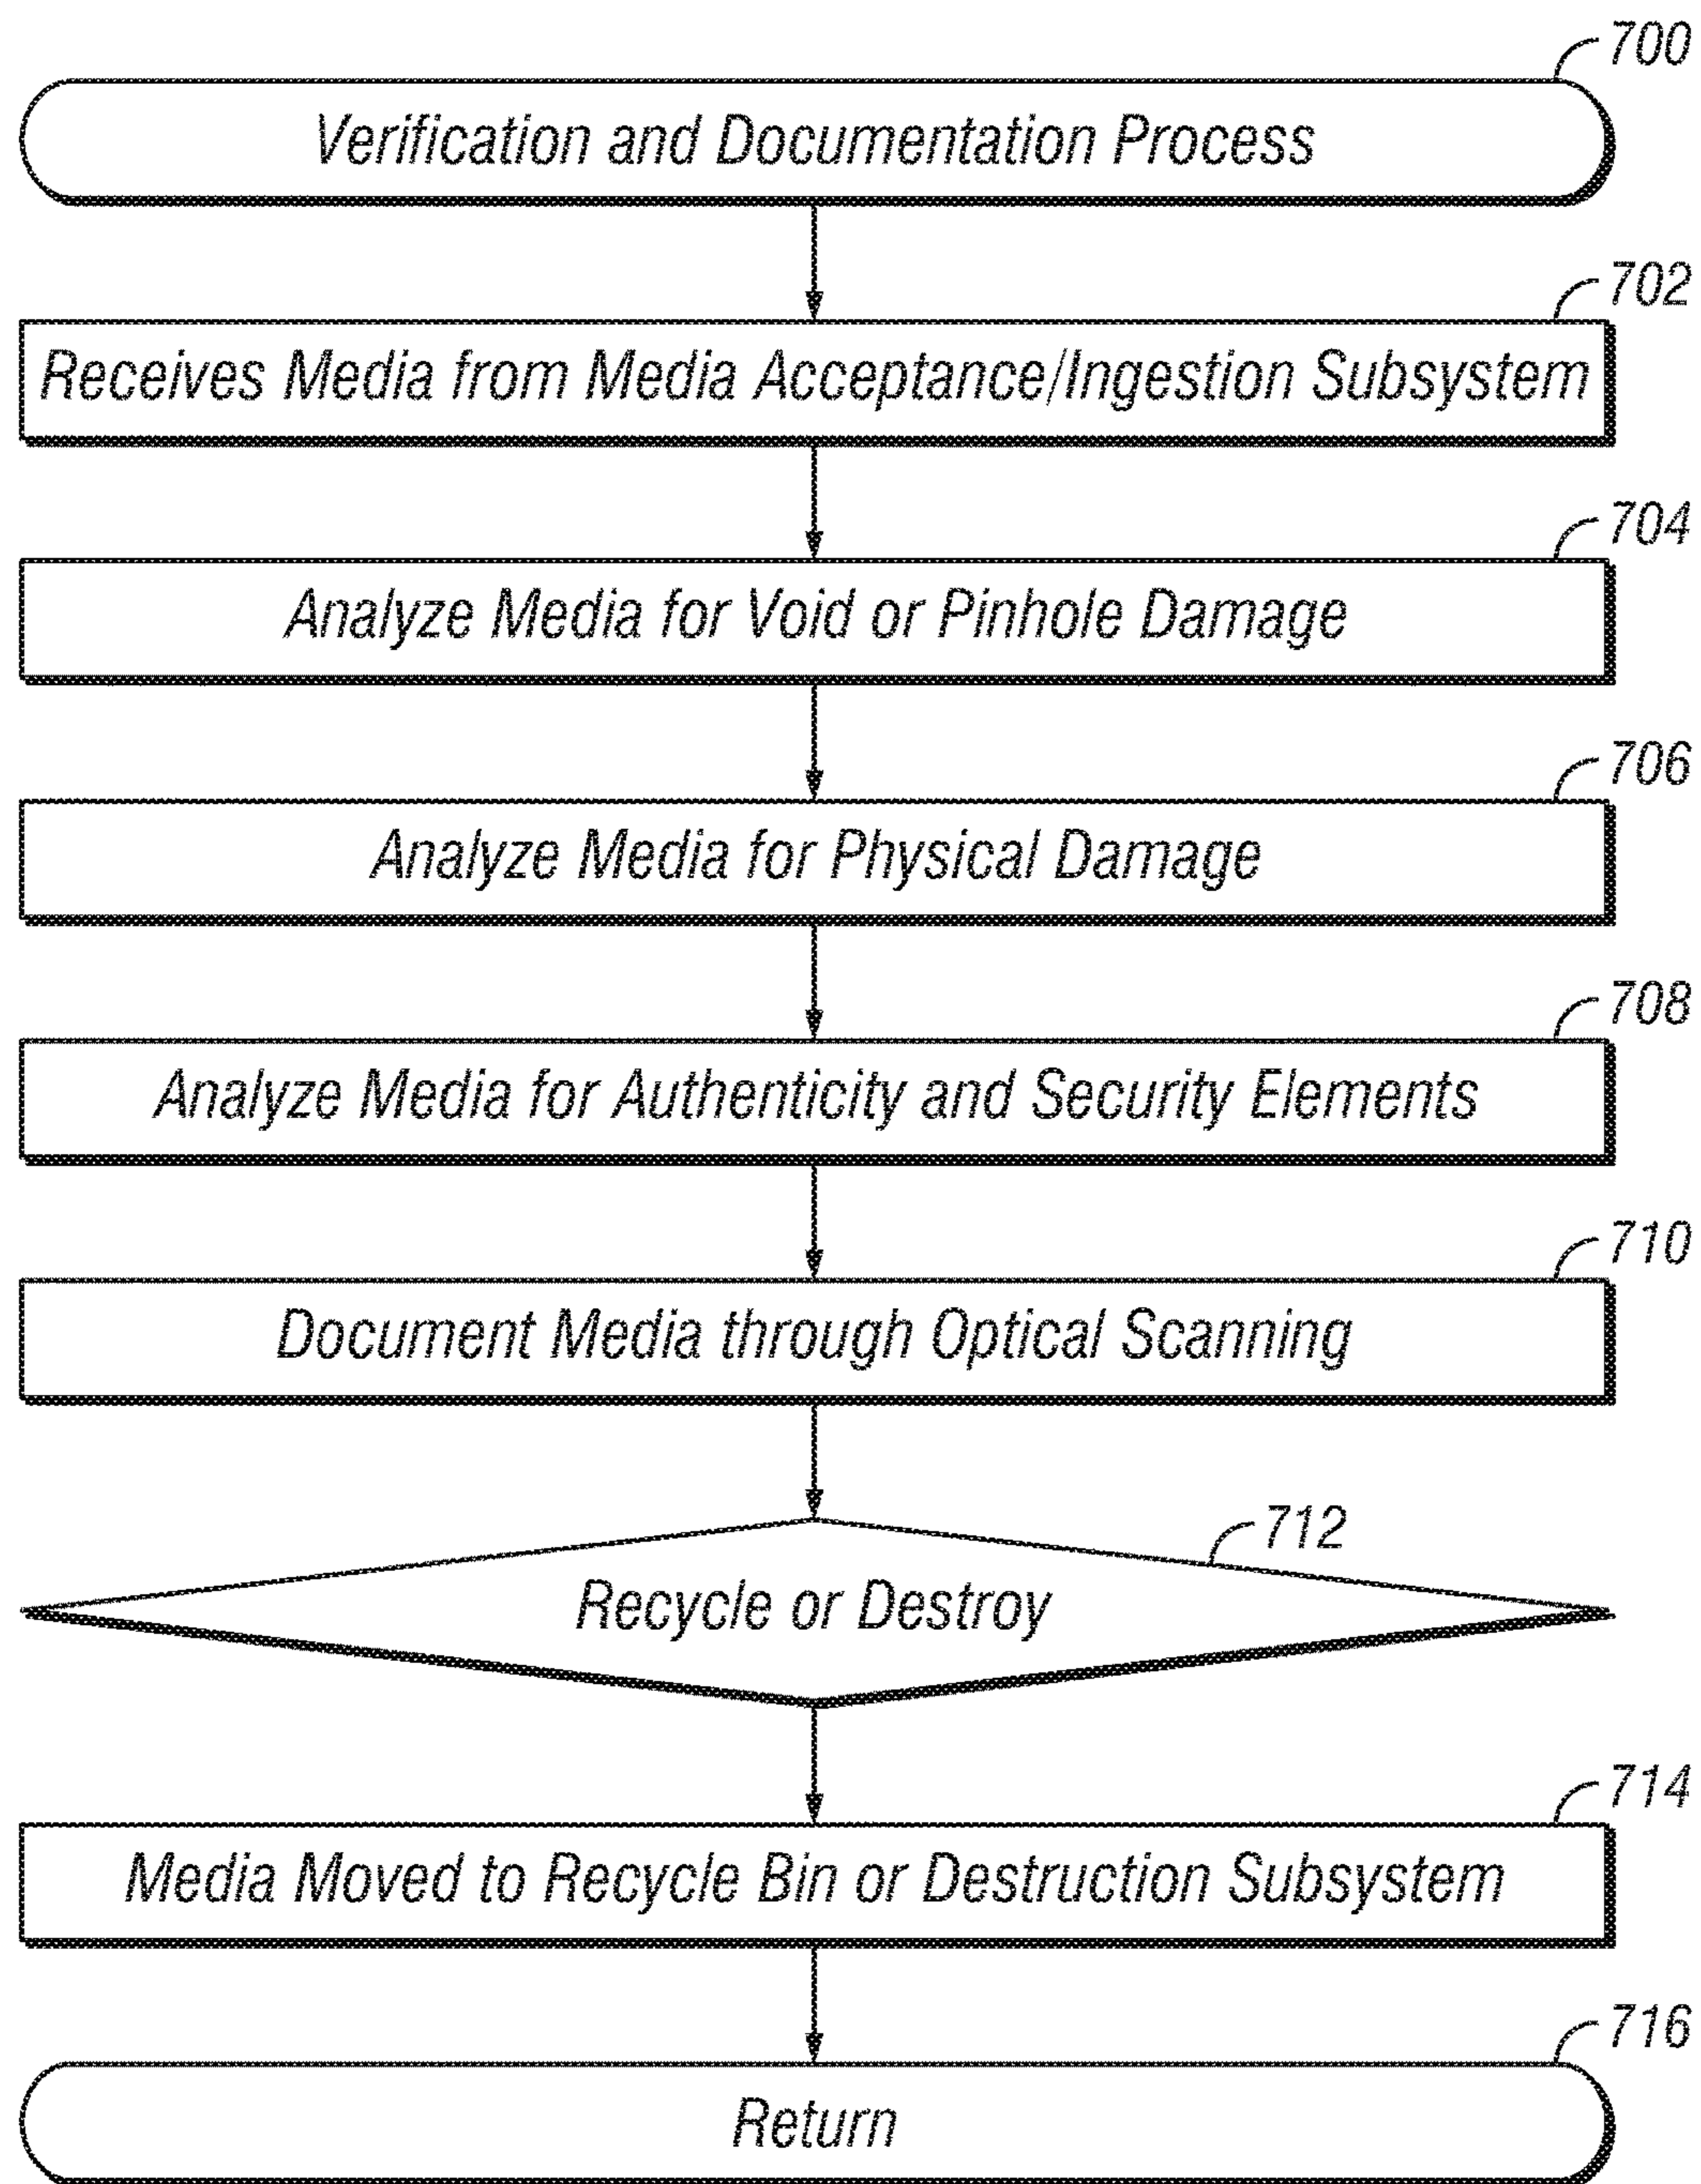 700
Verification and Documentation Process
702
Receives Media from Media Acceptance/Ingestion Subsystem
704
Analyze Media for Void or Pinhole Damage
706
Analyze Media for Physical Damage
708
Analyze Media for Authenticity and Security Elements
710
Document Media through Optical Scanning
712
Recycle or Destroy
714
Media Moved to Recycle Bin or Destruction Subsystem
716
Return